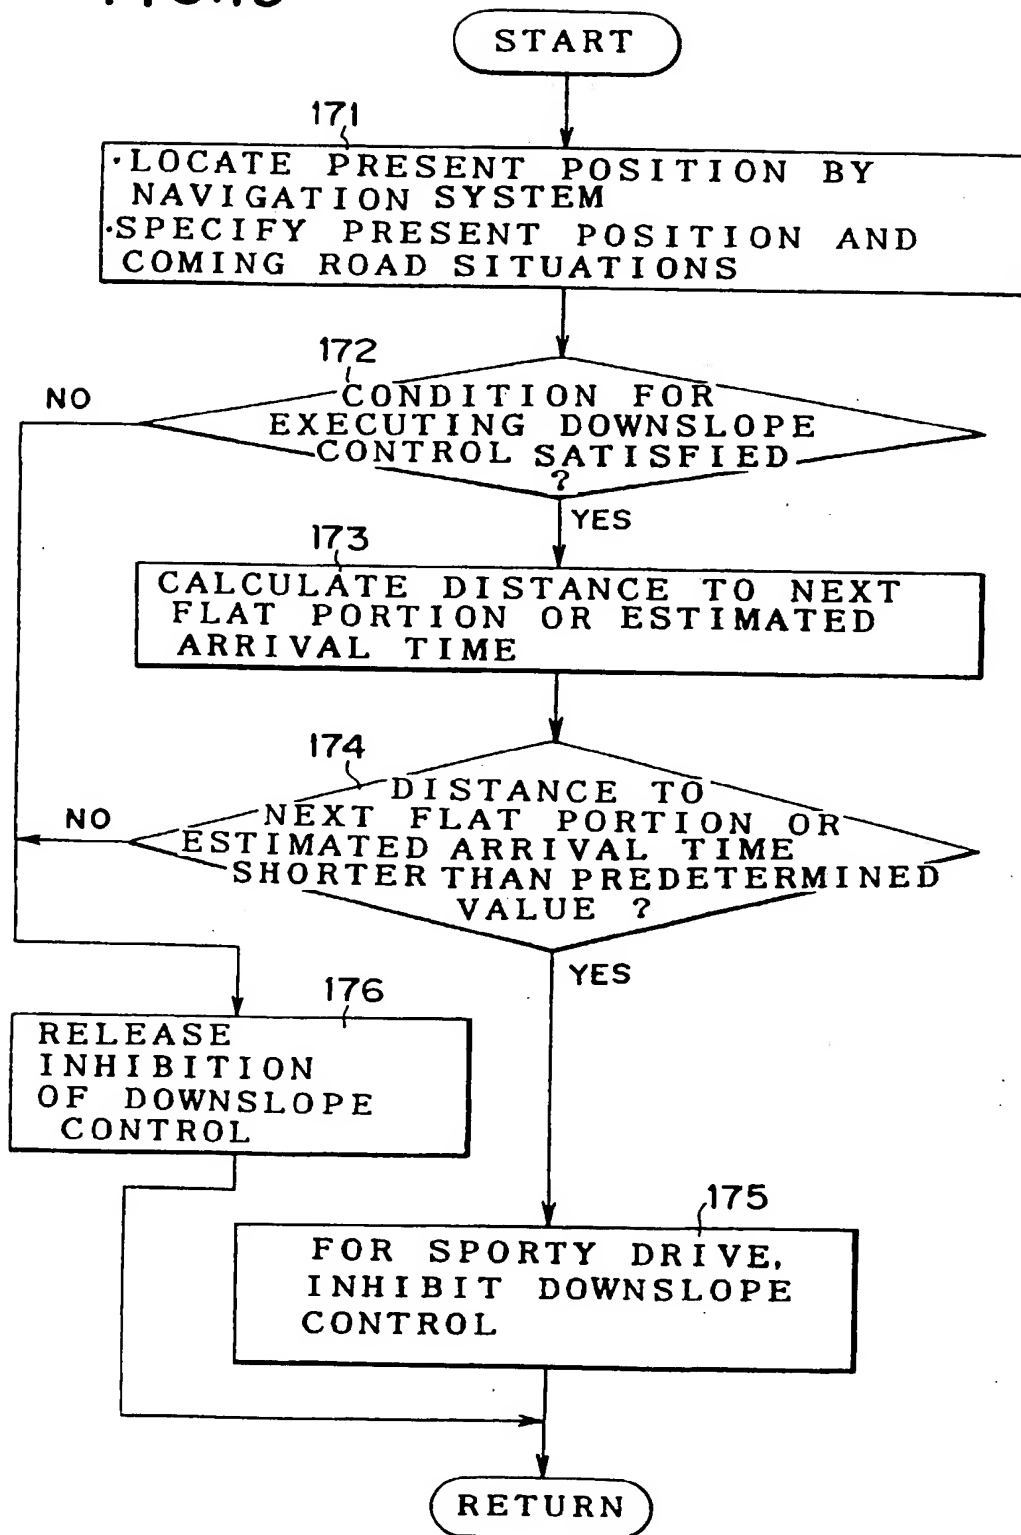 START
171
·LOCATE PRESENT POSITION BY
NAVIGATION SYSTEM
·SPECIFY PRESENT POSITION AND
COMING ROAD SITUATIONS
172
NO
CONDITION FOR
EXECUTING DOWNSLOPE
CONTROL SATISFIED
?
YES
173
CALCULATE DISTANCE TO NEXT
FLAT PORTION OR ESTIMATED
ARRIVAL TIME
174
NO
DISTANCE TO
NEXT FLAT PORTION OR
ESTIMATED ARRIVAL TIME
SHORTER THAN PREDETERMINED
VALUE ?
YES
176
RELEASE
INHIBITION
OF DOWNSLOPE
CONTROL
175
FOR SPORTY DRIVE,
INHIBIT DOWNSLOPE
CONTROL
RETURN